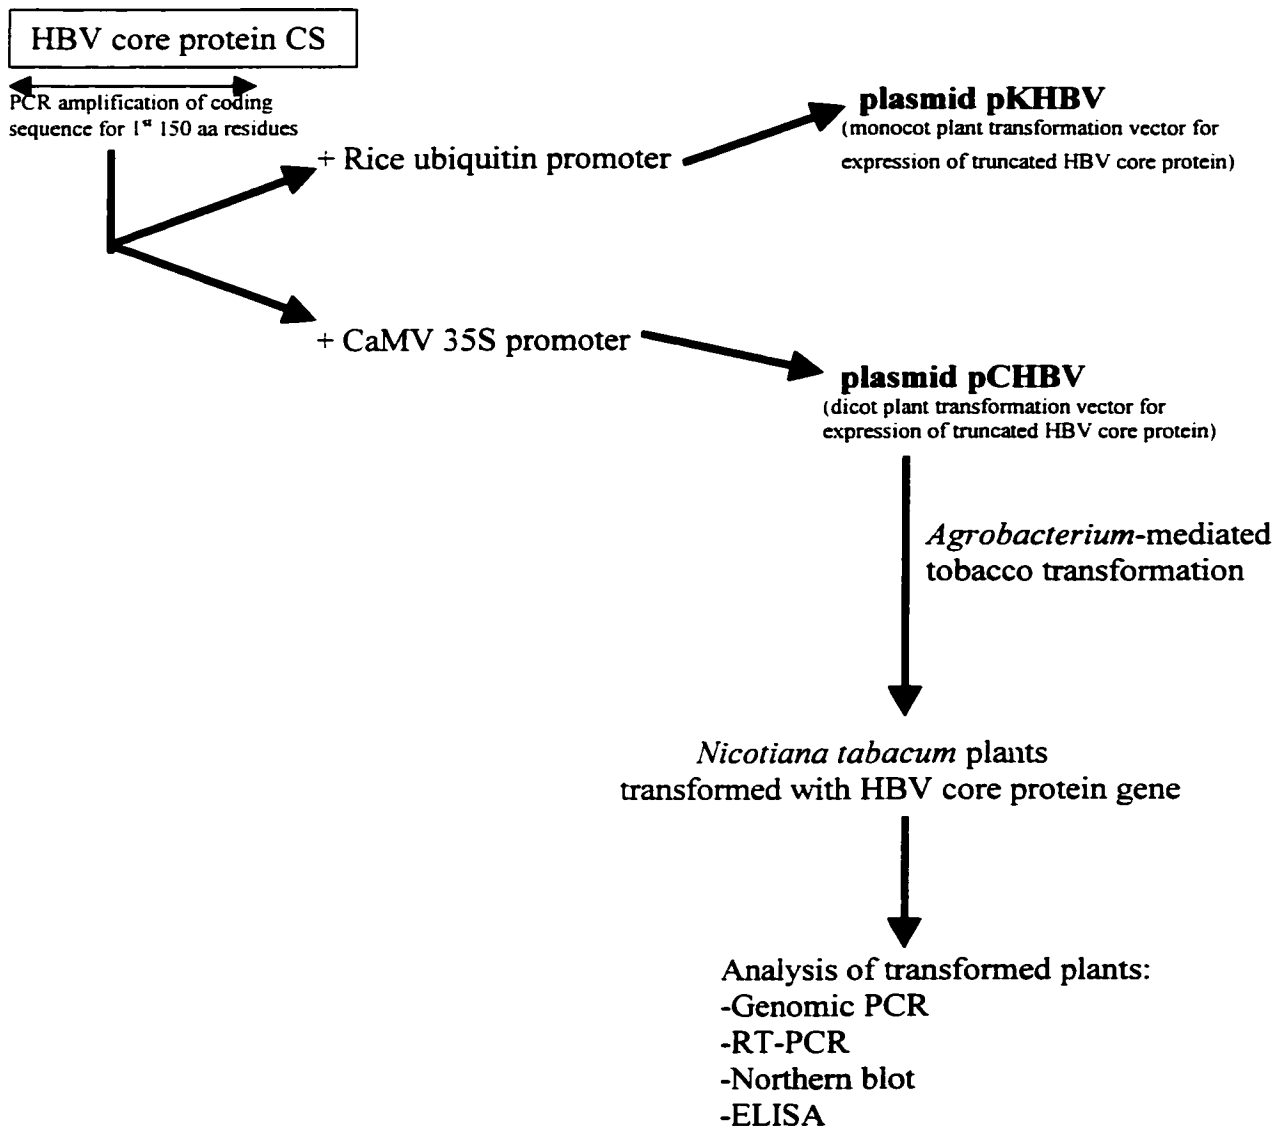 HBV core protein CS
PCR amplification of coding
sequence for 1st 150 aa residues
+ Rice ubiquitin promoter
plasmid pKHBV
(monocot plant transformation vector for
expression of truncated HBV core protein)
+ CaMV 35S promoter
plasmid pCHBV
(dicot plant transformation vector for
expression of truncated HBV core protein)
Agrobacterium-mediated
tobacco transformation
Nicotiana tabacum plants
transformed with HBV core protein gene
Analysis of transformed plants:
-Genomic PCR
-RT-PCR
-Northern blot
-ELISA